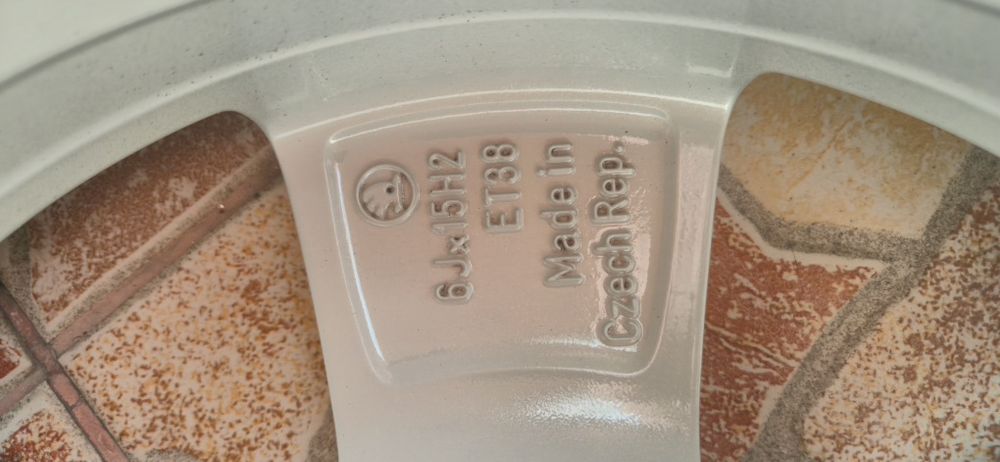 6Jx15H2
ET38
Made in
Czech Rep.